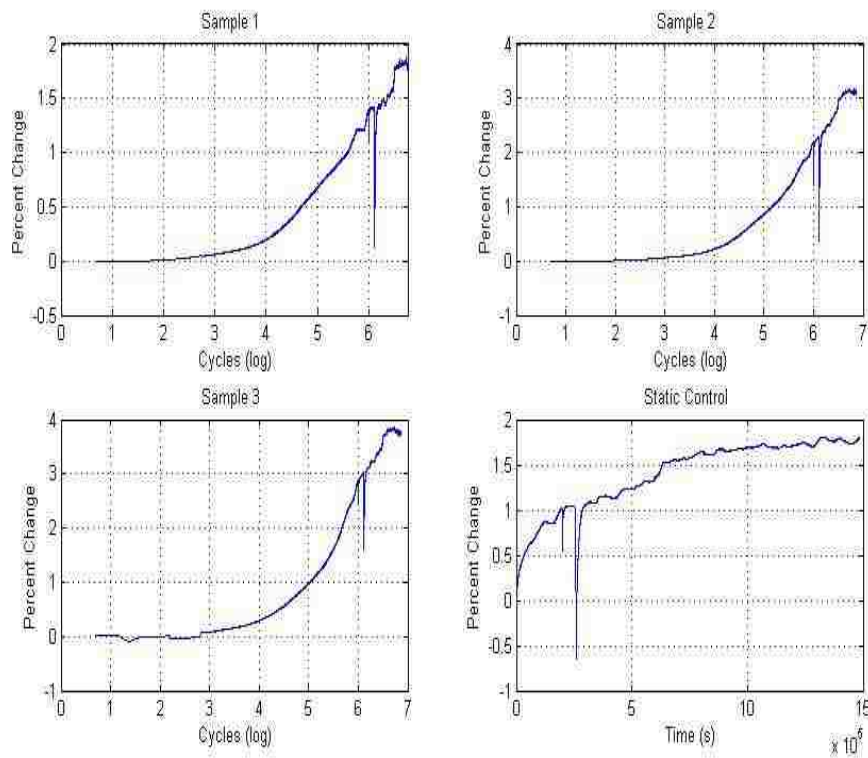 Sample 1
2
1.5
1
0.5
0
-0.5
Percent Change
0 1 2 3 4 5 6
Cycles (log)
Sample 2
4
3
2
1
0
-1
Percent Change
0 1 2 3 4 5 6 7
Cycles (log)
Sample 3
4
3
2
1
0
-1
Percent Change
0 1 2 3 4 5 6 7
Cycles (log)
Static Control
2
1.5
1
0.5
0
-0.5
-1
Percent Change
0 5 10 15
Time (s)
x 10^5